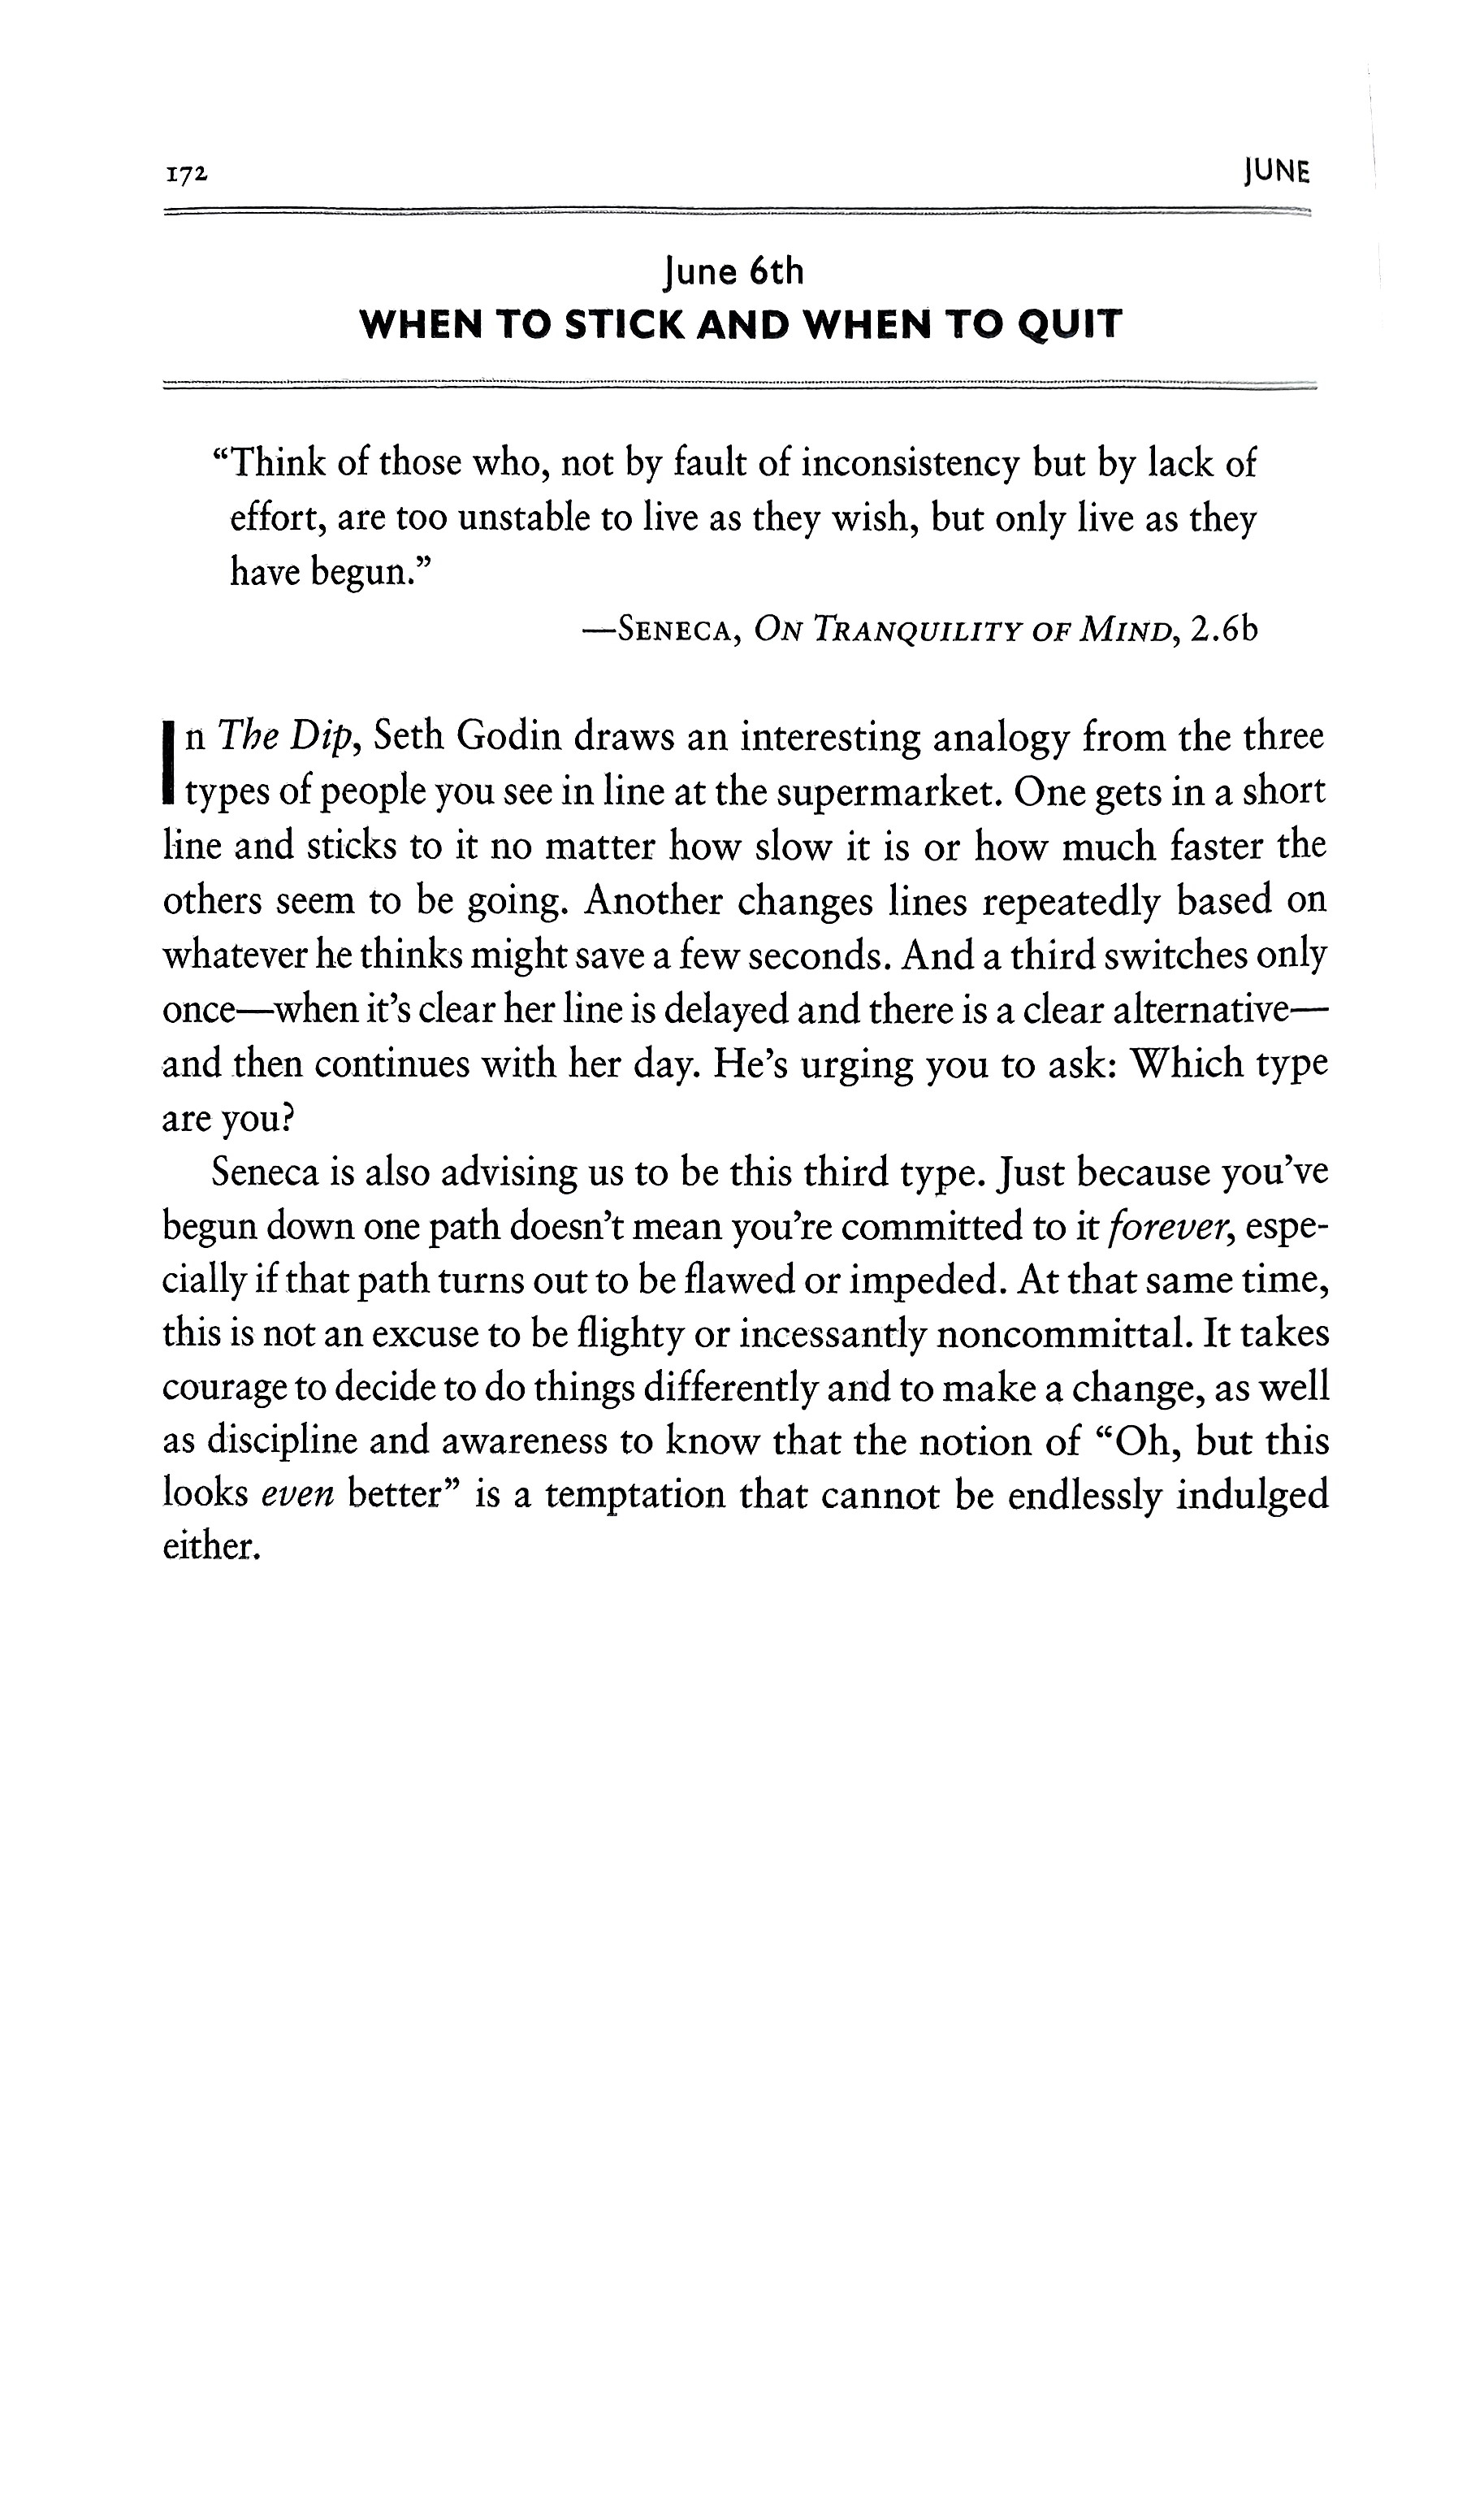 172
JUNE
June 6th
WHEN TO STICK AND WHEN TO QUIT
“Think of those who, not by fault of inconsistency but by lack of
effort, are too unstable to live as they wish, but only live as they
have begun.”
—SENECA, ON TRANQUILITY OF MIND, 2.6b
In The Dip, Seth Godin draws an interesting analogy from the three
types of people you see in line at the supermarket. One gets in a short
line and sticks to it no matter how slow it is or how much faster the
others seem to be going. Another changes lines repeatedly based on
whatever he thinks might save a few seconds. And a third switches only
once—when it’s clear her line is delayed and there is a clear alternative—
and then continues with her day. He’s urging you to ask: Which type
are you?
Seneca is also advising us to be this third type. Just because you’ve
begun down one path doesn’t mean you’re committed to it forever, espe-
cially if that path turns out to be flawed or impeded. At that same time,
this is not an excuse to be flighty or incessantly noncommittal. It takes
courage to decide to do things differently and to make a change, as well
as discipline and awareness to know that the notion of “Oh, but this
looks even better” is a temptation that cannot be endlessly indulged
either.